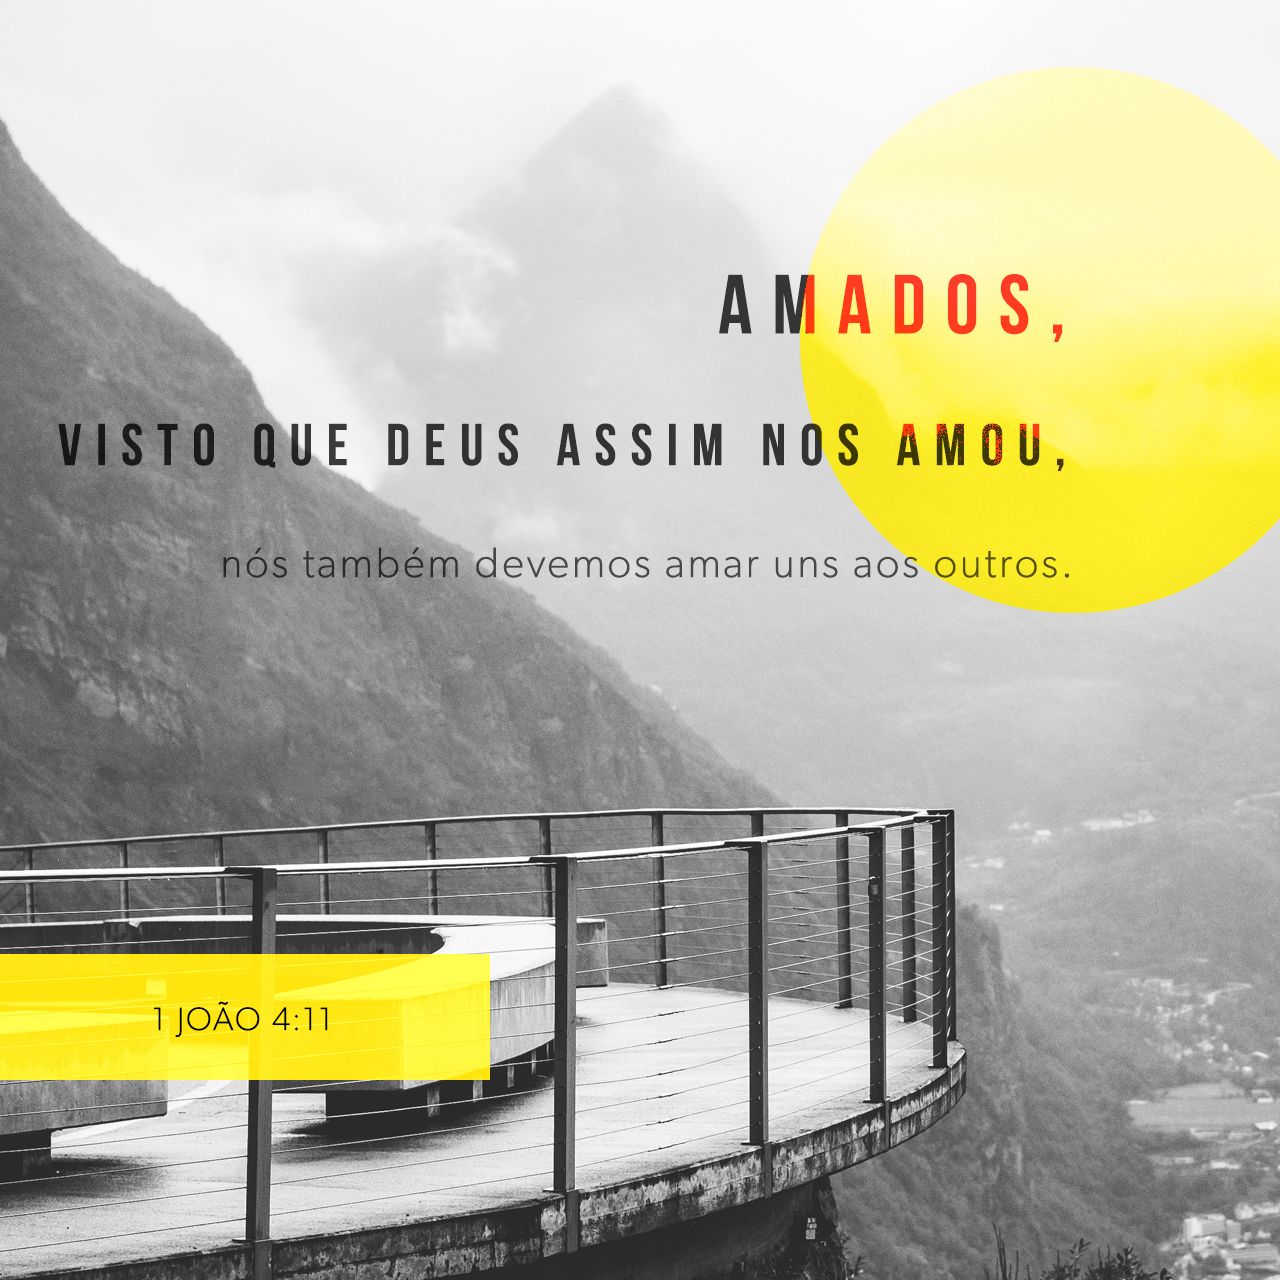 AMADOS,
VISTO QUE DEUS ASSIM NOS AMOU,
nós também devemos amar uns aos outros.
1 JOÃO 4:11